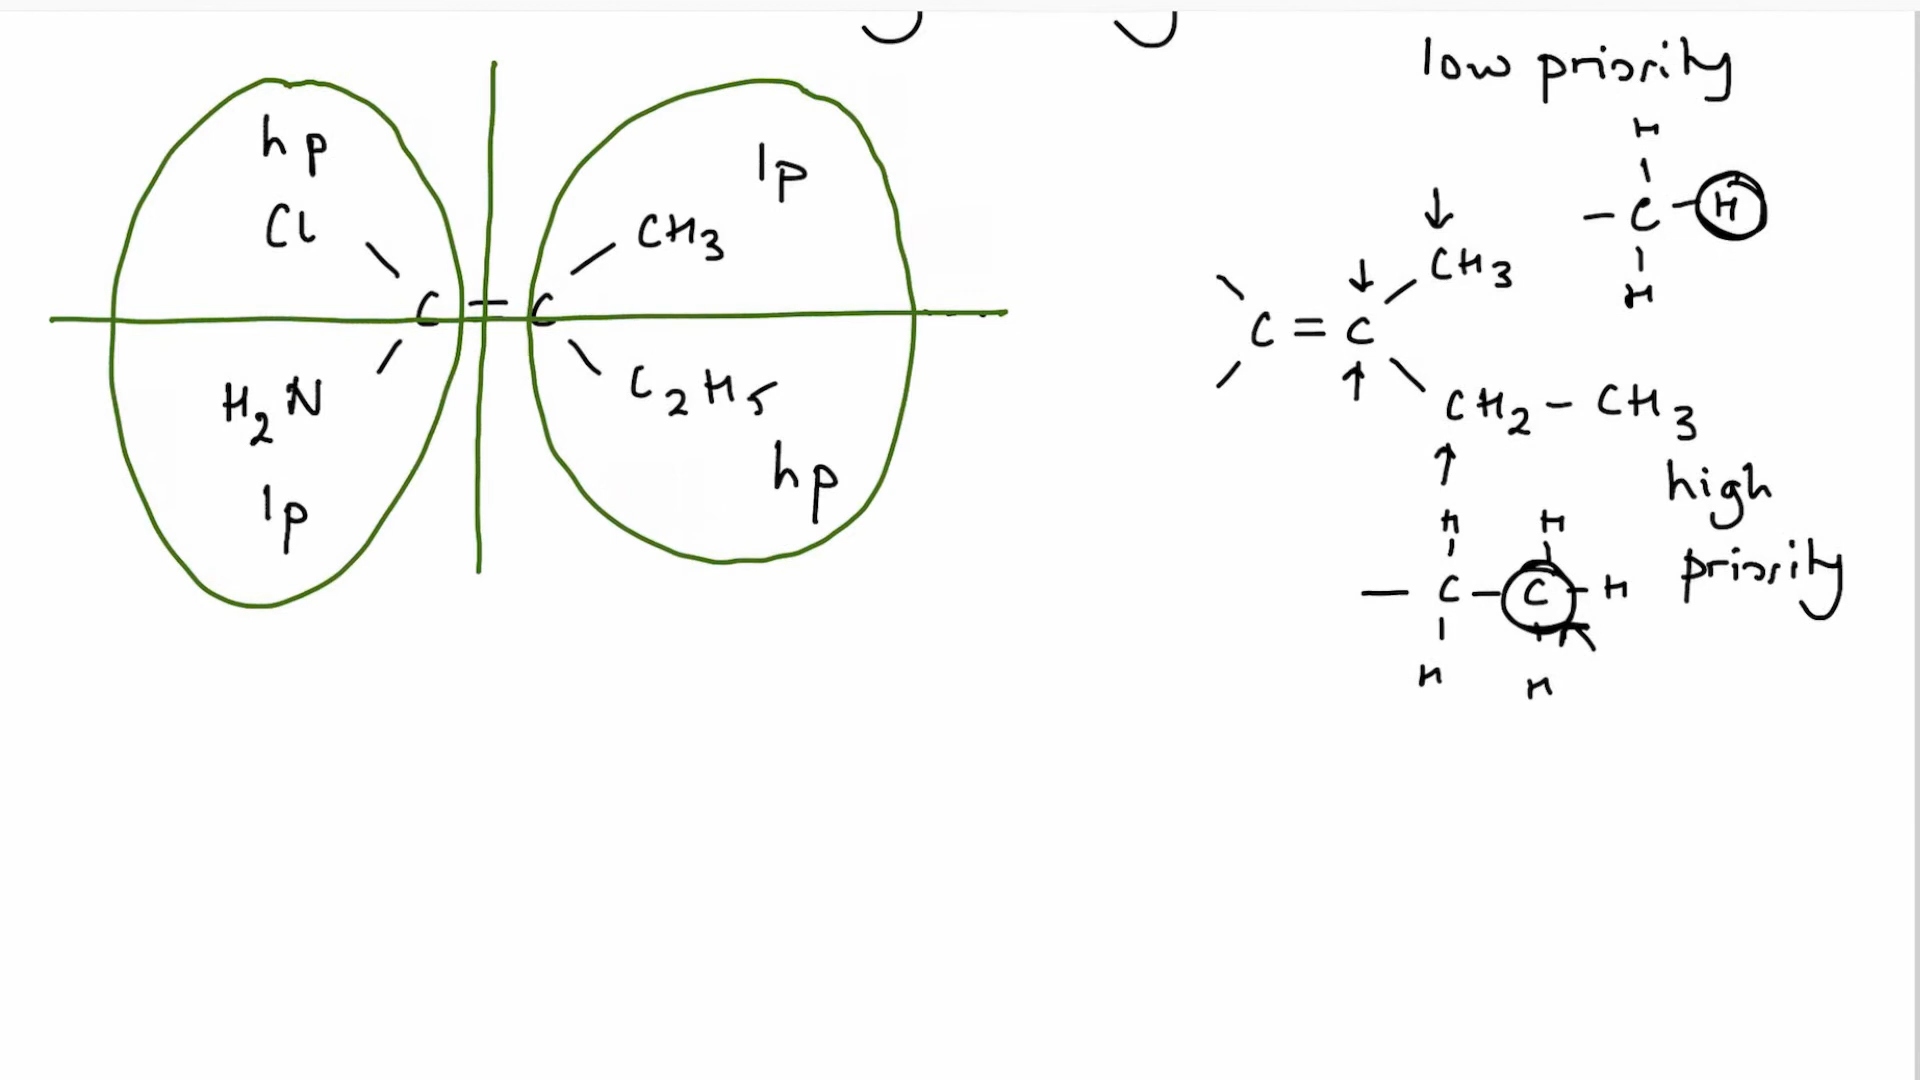 hp
Cl
C = C
H2N
lp
lp
CH3
C2H5
hp
low priority
H
- C - H
H
CH3
C = C
CH2 - CH3
high
priority
H H
- C - C - H
H H